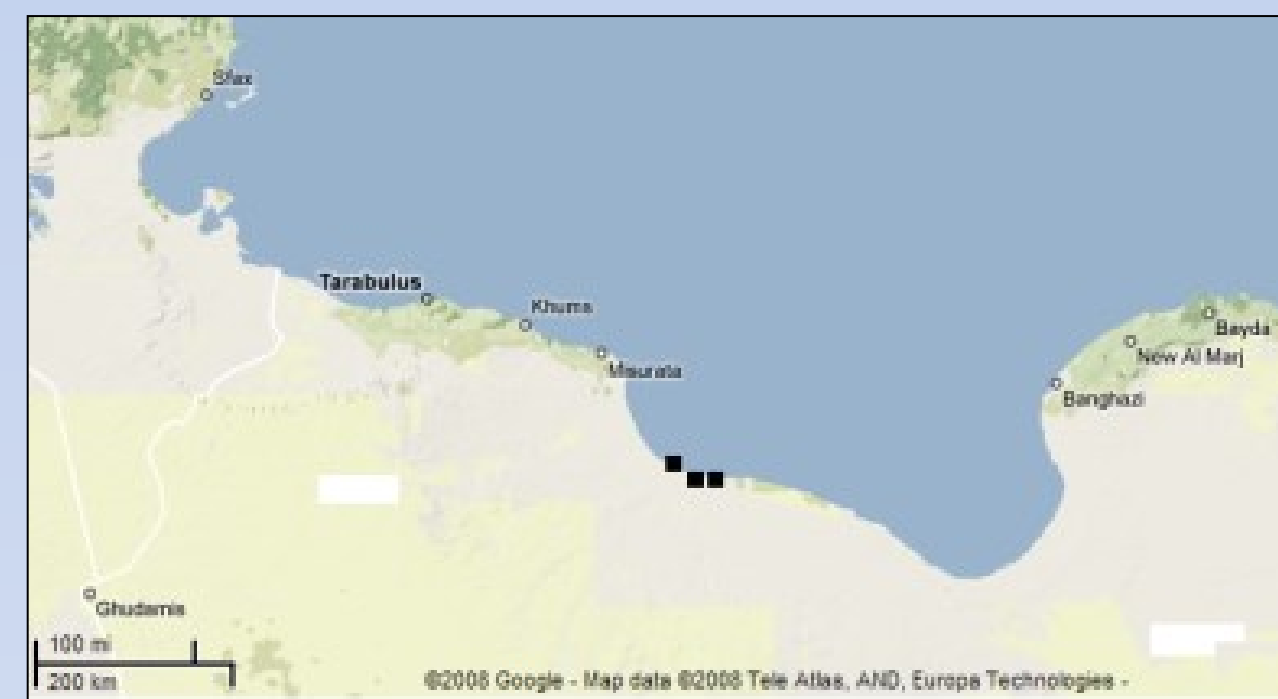 Sfax
Tarabulus
Khums
Misurata
Bayda
New Al Marj
Banghazi
Ghudamis
100 mi
200 km
©2008 Google - Map data ©2008 Tele Atlas, AND, Europa Technologies -